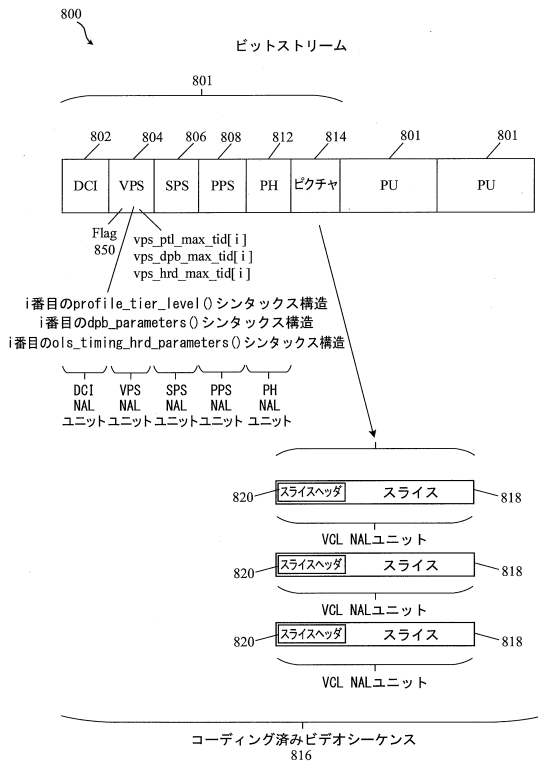 800
ビットストリーム
801
802 804 806 808 812 814 801 801
DCI VPS SPS PPS PH ピクチャ PU PU
Flag
850
vps_ptl_max_tid[i]
vps_dpb_max_tid[i]
vps_hrd_max_tid[i]
i番目のprofile_tier_level()シンタックス構造
i番目のdpb_parameters()シンタックス構造
i番目のols_timing_hrd_parameters()シンタックス構造
DCI VPS SPS PPS PH
NAL NAL NAL NAL NAL
ユニット ユニット ユニット ユニット ユニット
820 スライスヘッダ スライス 818
VCL NALユニット
820 スライスヘッダ スライス 818
VCL NALユニット
820 スライスヘッダ スライス 818
VCL NALユニット
コーディング済みビデオシーケンス
816